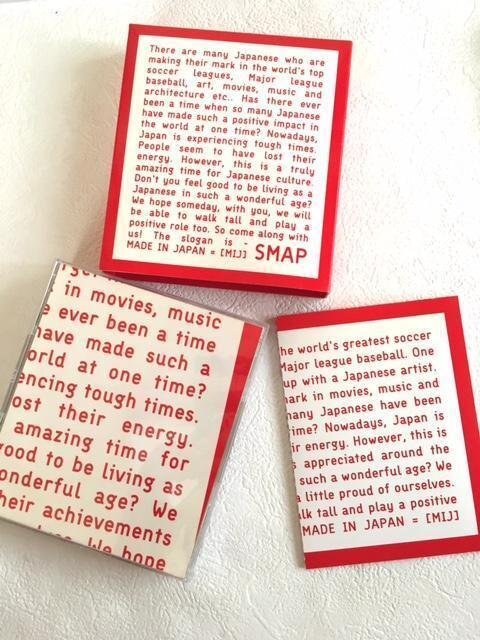 There are many Japanese who are
making their mark in the world's top
soccer leagues, Major league
baseball, art, movies, music and
architecture etc.. Has there ever
been a time when so many Japanese
have made such a positive impact in
the world at one time? Nowadays,
Japan is experiencing tough times.
People seem to have lost their
energy. However, this is a truly
amazing time for Japanese culture.
Don't you feel good to be living as a
Japanese in such a wonderful age?
We hope someday, with you, we will
be able to walk tall and play a
positive role too. So come along with
us! The slogan is -
MADE IN JAPAN = [MIJ] SMAP
in movies, music
e ever been a time
have made such a
orld at one time?
encing tough times.
ost their energy.
amazing time for
good to be living as
onderful age? We
heir achievements
We hope
he world's greatest soccer
Major league baseball. One
up with a Japanese artist.
mark in movies, music and
many Japanese have been
time? Nowadays, Japan is
ir energy. However, this is
s appreciated around the
such a wonderful age? We
a little proud of ourselves.
lk tall and play a positive
MADE IN JAPAN = [MIJ]